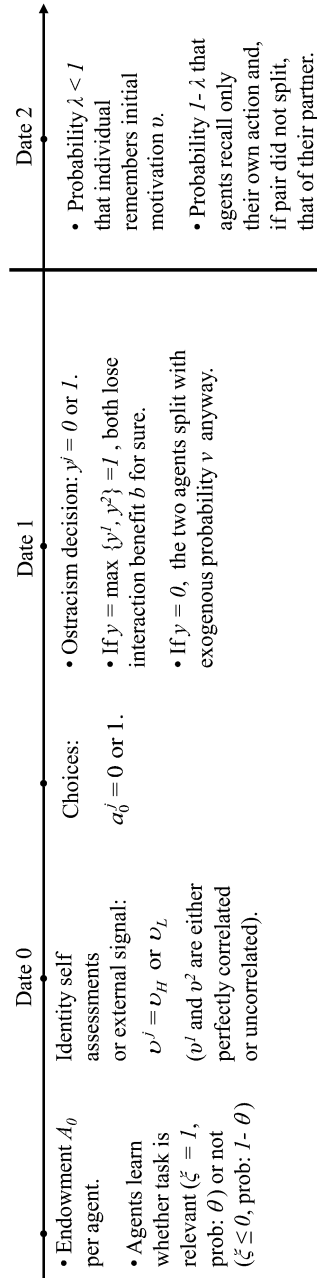 Date 0
Date 1
Date 2
• Endowment A₀
per agent.
• Agents learn
whether task is
relevant (ξ = 1,
prob: θ) or not
(ξ ≤ 0, prob: 1- θ)
Identity self
assessments
or external signal:
υʲ = υ_H or υ_L
(υ¹ and υ² are either
perfectly correlated
or uncorrelated).
Choices:
a₀ʲ = 0 or 1.
• Ostracism decision: yʲ = 0 or 1.
• If y = max {y¹, y²} = 1 , both lose
interaction benefit b for sure.
• If y = 0, the two agents split with
exogenous probability ν anyway.
• Probability λ < 1
that individual
remembers initial
motivation υ.
• Probability 1- λ that
agents recall only
their own action and,
if pair did not split,
that of their partner.